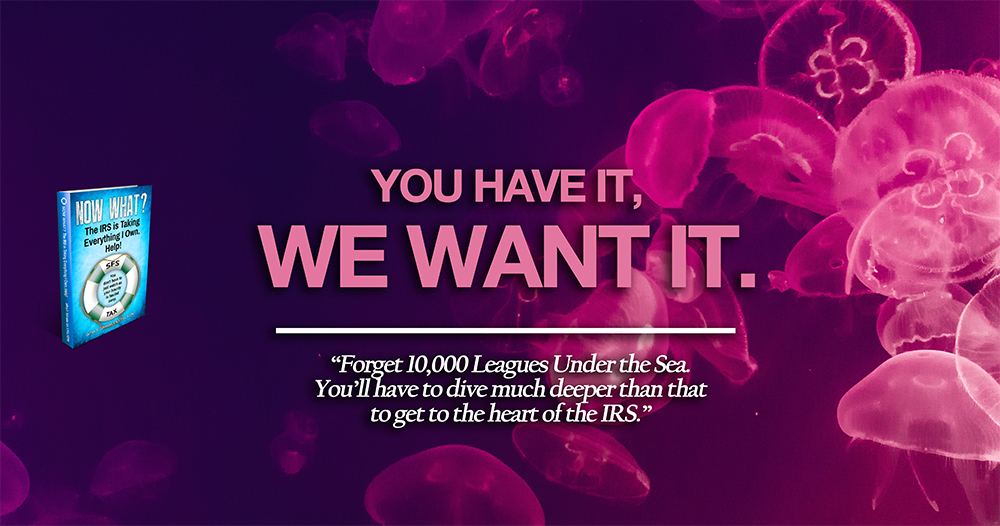 NOW WHAT?
The IRS is Taking
Everything I Own.
Help!
SFS
TAX
YOU HAVE IT,
WE WANT IT.
“Forget 10,000 Leagues Under the Sea.
You’ll have to dive much deeper than that
to get to the heart of the IRS.”